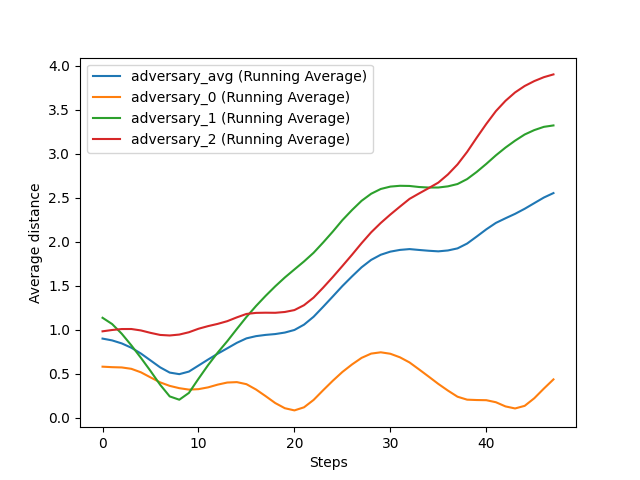 adversary_avg (Running Average)
adversary_0 (Running Average)
adversary_1 (Running Average)
adversary_2 (Running Average)
Average distance
4.0
3.5
3.0
2.5
2.0
1.5
1.0
0.5
0.0
0
10
20
30
40
Steps